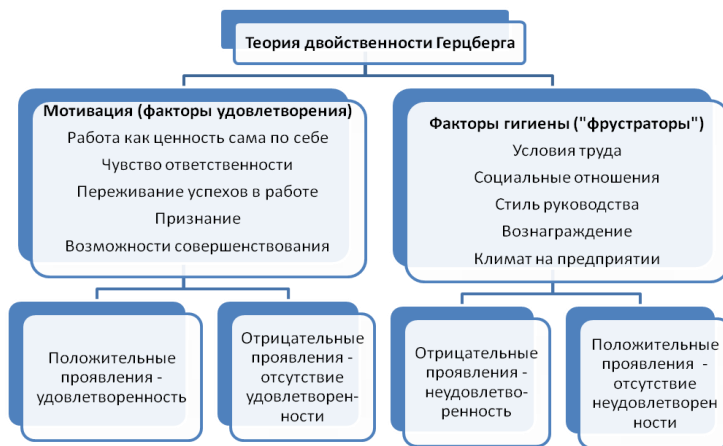 Теория двойственности Герцберга
Мотивация (факторы удовлетворения)
Работа как ценность сама по себе
Чувство ответственности
Переживание успехов в работе
Признание
Возможности совершенствования
Факторы гигиены ("фрустраторы")
Условия труда
Социальные отношения
Стиль руководства
Вознаграждение
Климат на предприятии
Положительные
проявления -
удовлетворенность
Отрицательные
проявления -
отсутствие
удовлетворен-
ности
Отрицательные
проявления -
неудовлетво-
ренность
Положительные
проявления -
отсутствие
неудовлетворен
ности